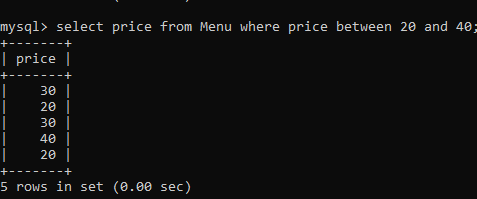 mysql> select price from Menu where price between 20 and 40;
+-------+
| price |
+-------+
|    30 |
|    20 |
|    30 |
|    40 |
|    20 |
+-------+
5 rows in set (0.00 sec)